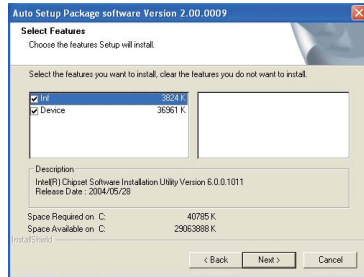 Auto Setup Package software Version 2.00.0009
Select Features
Choose the features Setup will install.
Select the features you want to install, clear the features you do not want to install.
Inf 3824 K
Device 36961 K
Description
Intel(R) Chipset Software Installation Utility Version 6.0.0.1011
Release Date : 2004/05/28
Space Required on C: 40785 K
Space Available on C: 29063888 K
InstallShield
< Back Next > Cancel